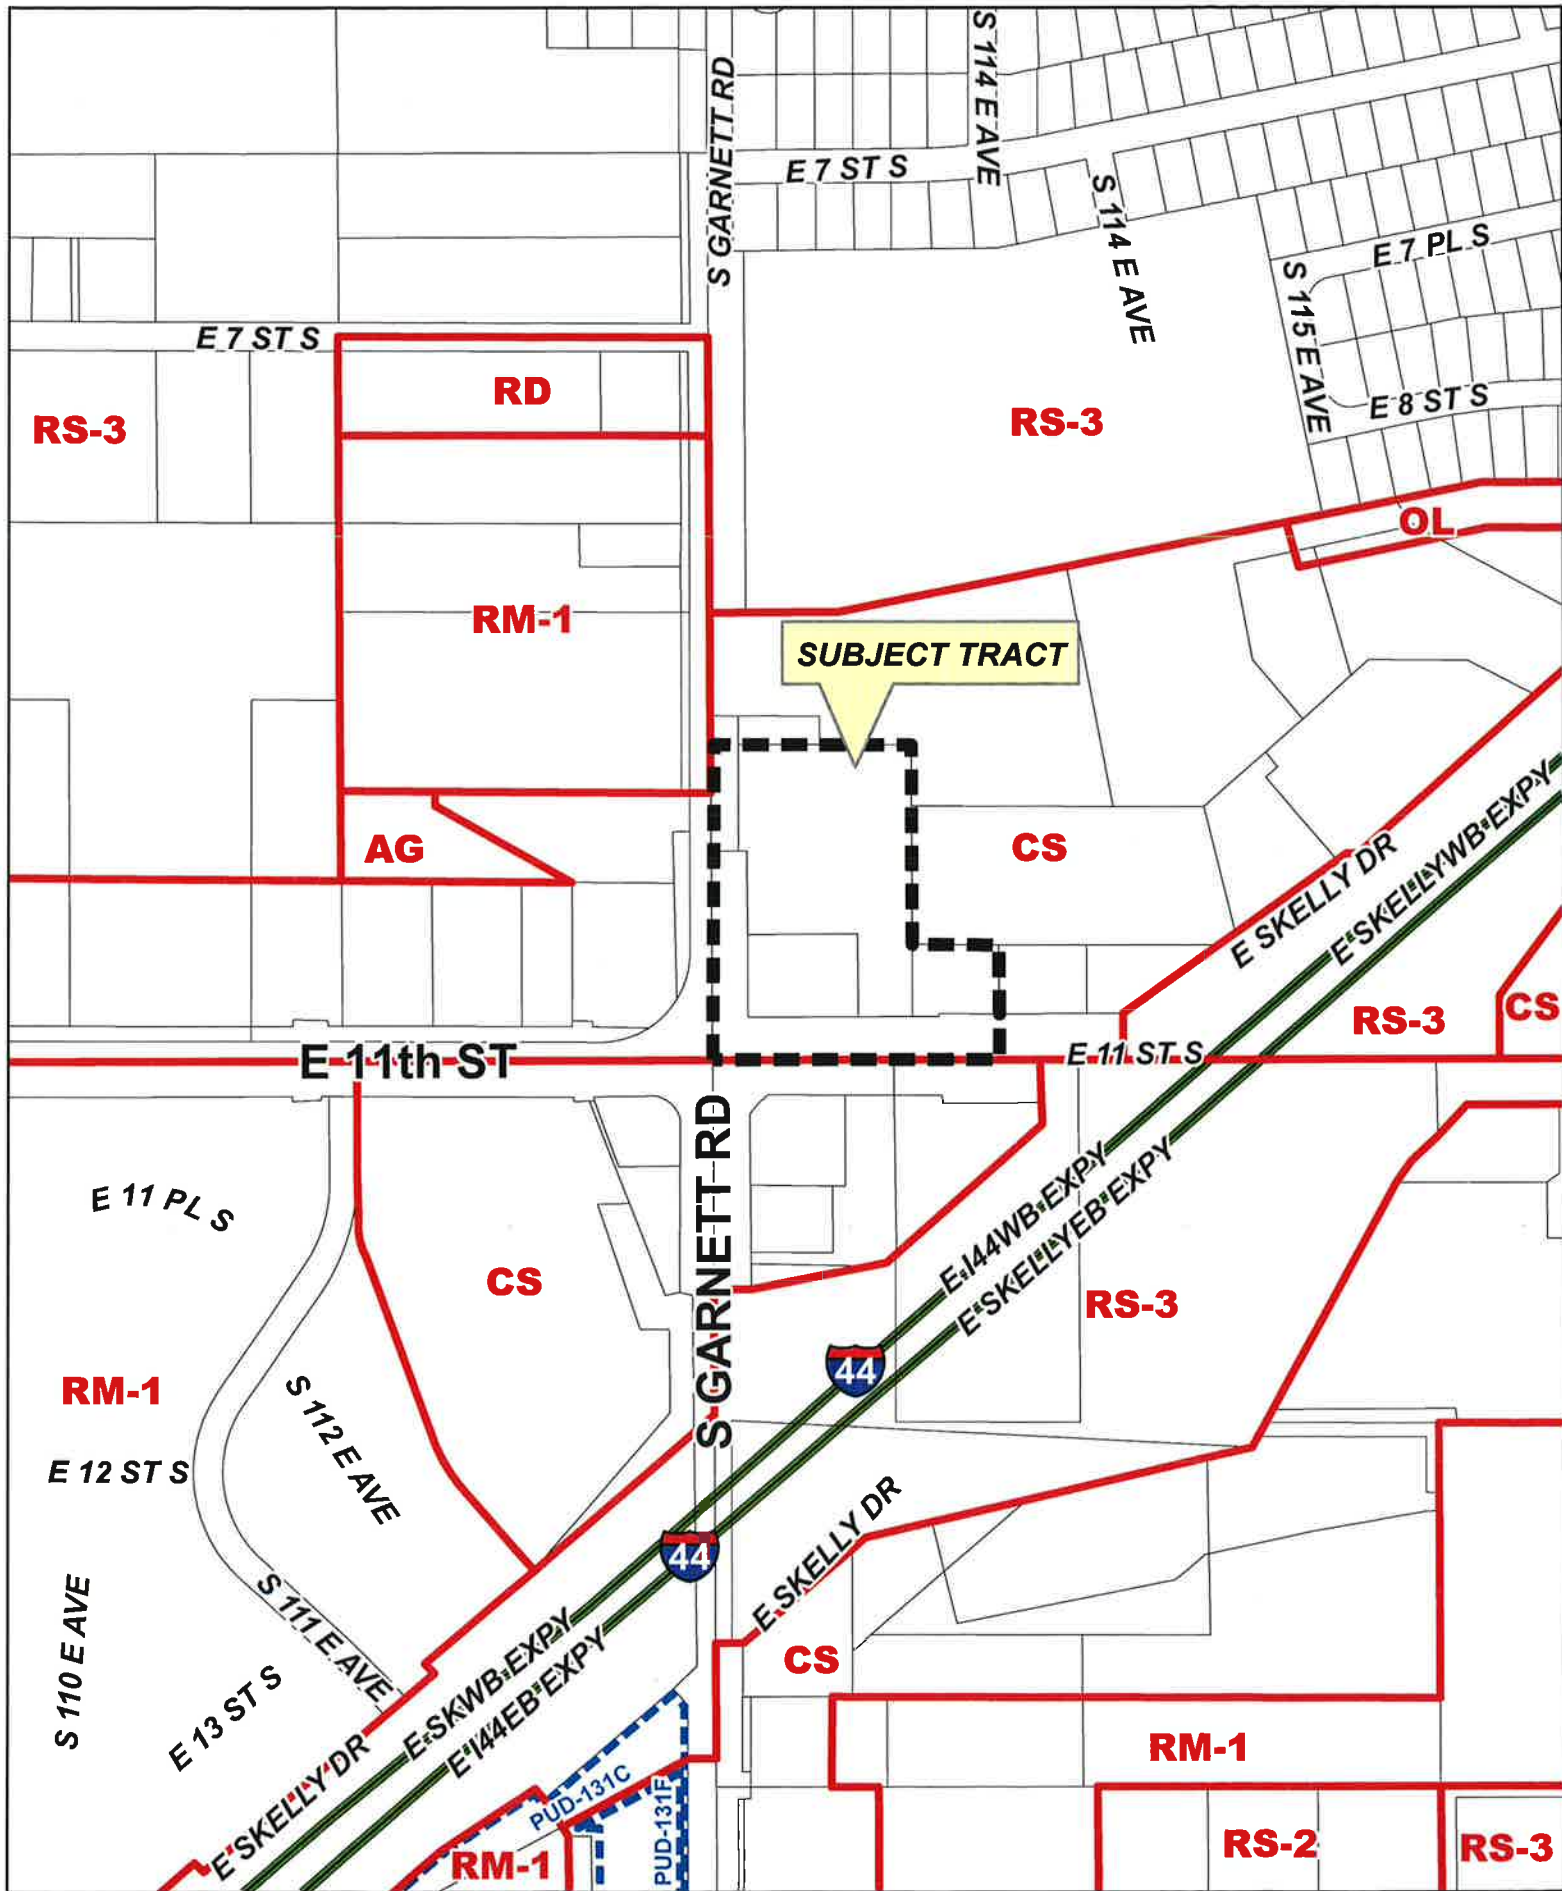 S GARNETT RD
S 114 E AVE
E 7 ST S
S 114 E AVE
E 7 PL S
S 115 E AVE
E 7 ST S
RD
RS-3
RS-3
E 8 ST S
OL
RM-1
SUBJECT TRACT
AG
CS
E SKELLY DR
E SKELLYWB EXPY
RS-3
CS
E 11th ST
E 11 ST S
S GARNETT RD
E I44WB EXPY
E SKELLYEB EXPY
E 11 PL S
CS
RS-3
44
RM-1
S 112 E AVE
E 12 ST S
E SKELLY DR
44
S 111 E AVE
S 110 E AVE
E 13 ST S
E SKWB EXPY
E I44EB EXPY
CS
E SKELLY DR
RM-1
PUD-131C
PUD-131F
RM-1
RS-2
RS-3